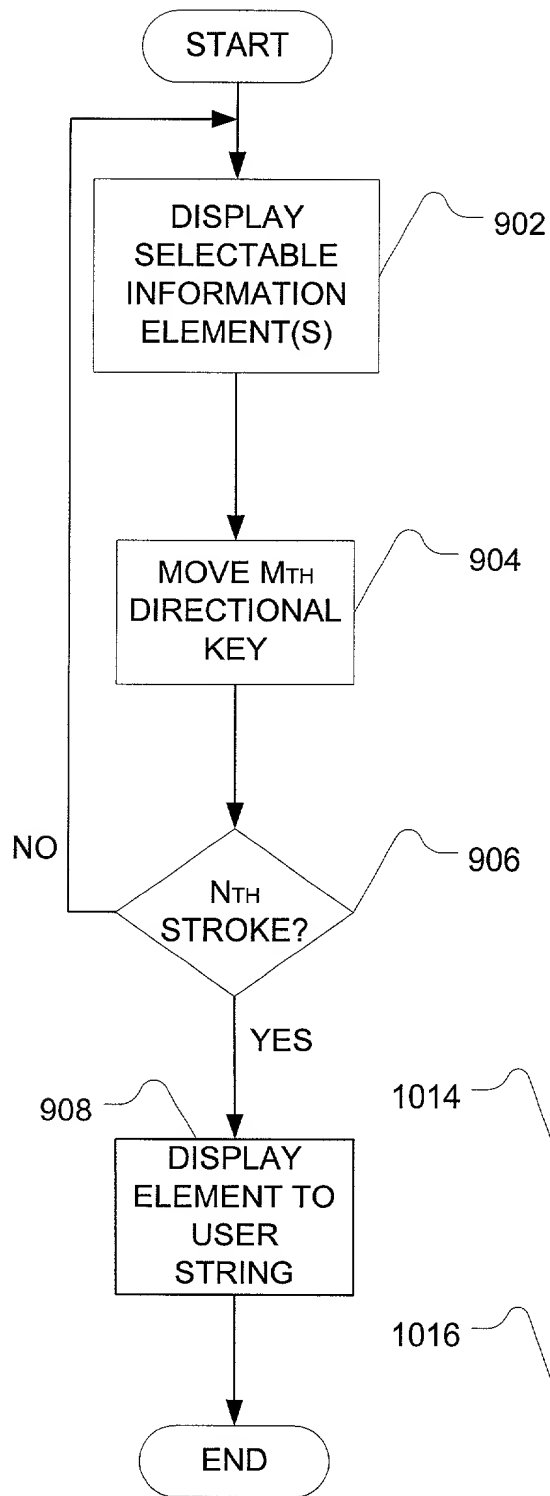 START
DISPLAY
SELECTABLE
INFORMATION
ELEMENT(S)
902
MOVE MTH
DIRECTIONAL
KEY
904
NO
NTH
STROKE?
906
YES
908
1014
DISPLAY
ELEMENT TO
USER
STRING
1016
END